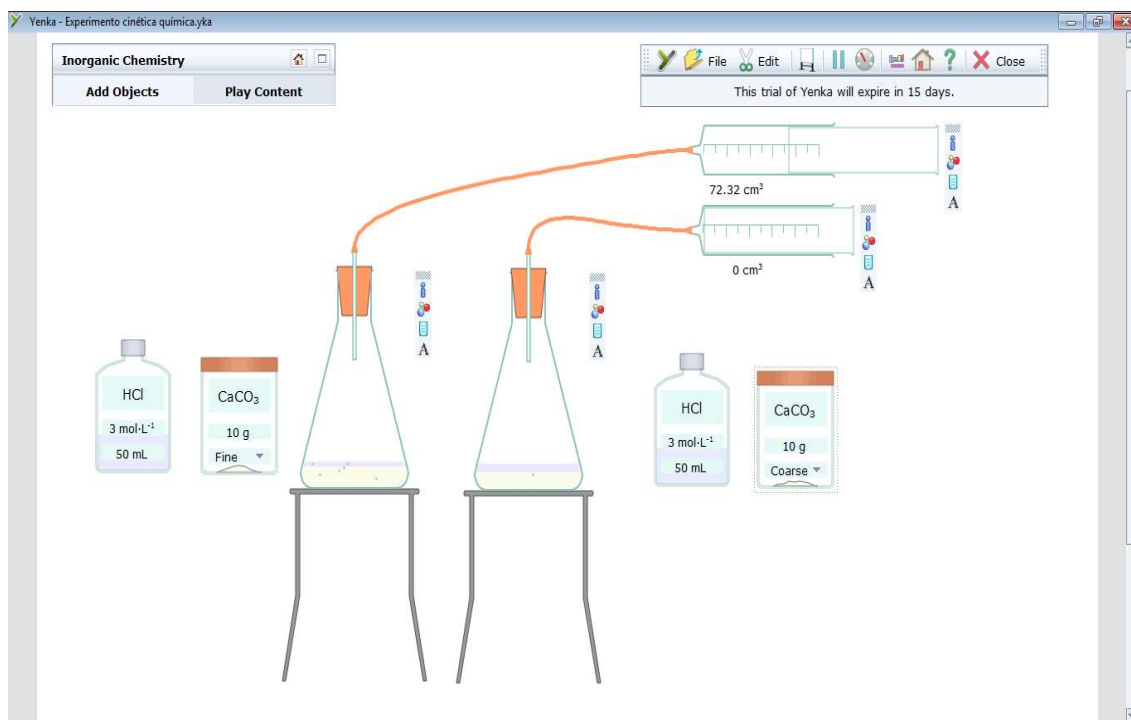 Yenka - Experimento cinética química.yka
Inorganic Chemistry
Add Objects Play Content
File Edit Close
This trial of Yenka will expire in 15 days.
72.32 cm³
A
0 cm³
A
A
A
HCl
3 mol·L⁻¹
50 mL
CaCO₃
10 g
Fine
HCl
3 mol·L⁻¹
50 mL
CaCO₃
10 g
Coarse